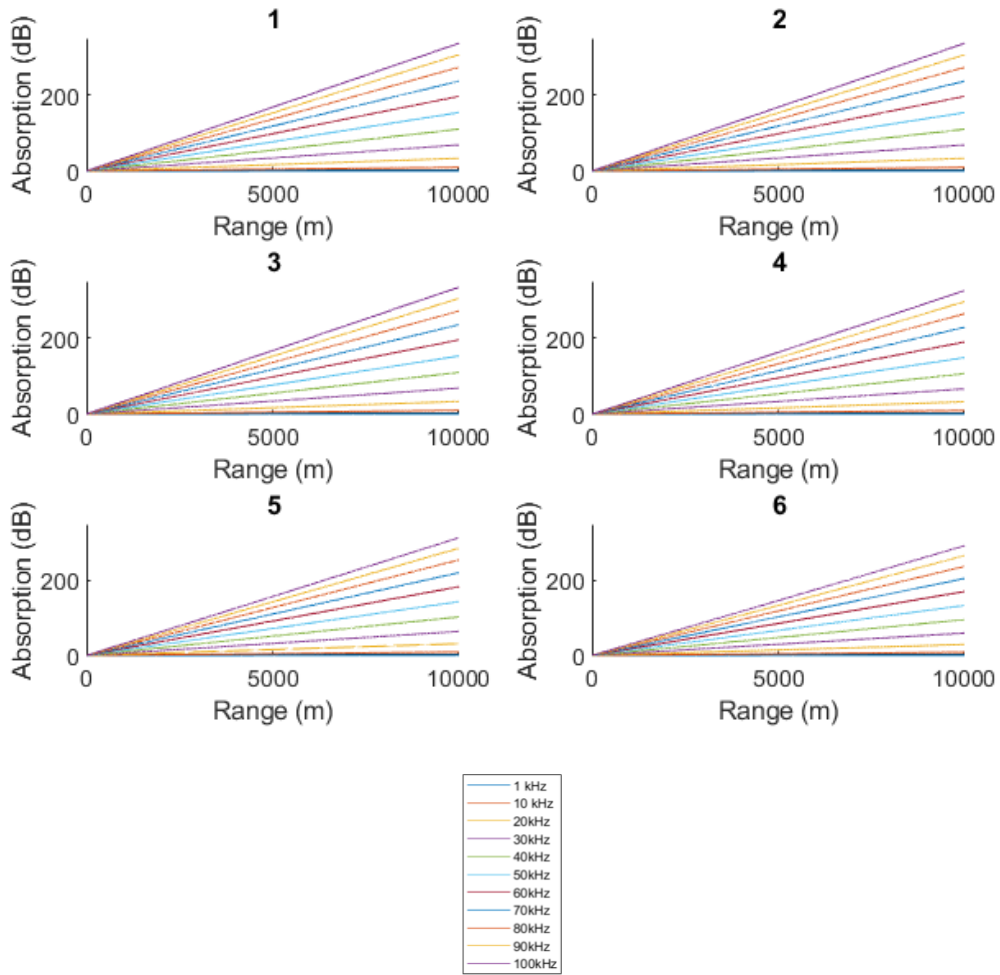 1
Absorption (dB)
200
0
0
5000
10000
Range (m)
2
Absorption (dB)
200
0
0
5000
10000
Range (m)
3
Absorption (dB)
200
0
0
5000
10000
Range (m)
4
Absorption (dB)
200
0
0
5000
10000
Range (m)
5
Absorption (dB)
200
0
0
5000
10000
Range (m)
6
Absorption (dB)
200
0
0
5000
10000
Range (m)
1 kHz
10 kHz
20kHz
30kHz
40kHz
50kHz
60kHz
70kHz
80kHz
90kHz
100kHz